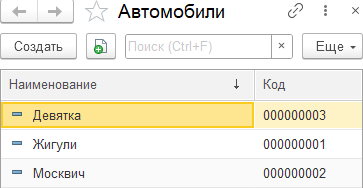 Автомобили
Создать Поиск (Ctrl+F) × Еще
Наименование ↓ Код
Девятка 000000003
Жигули 000000001
Москвич 000000002